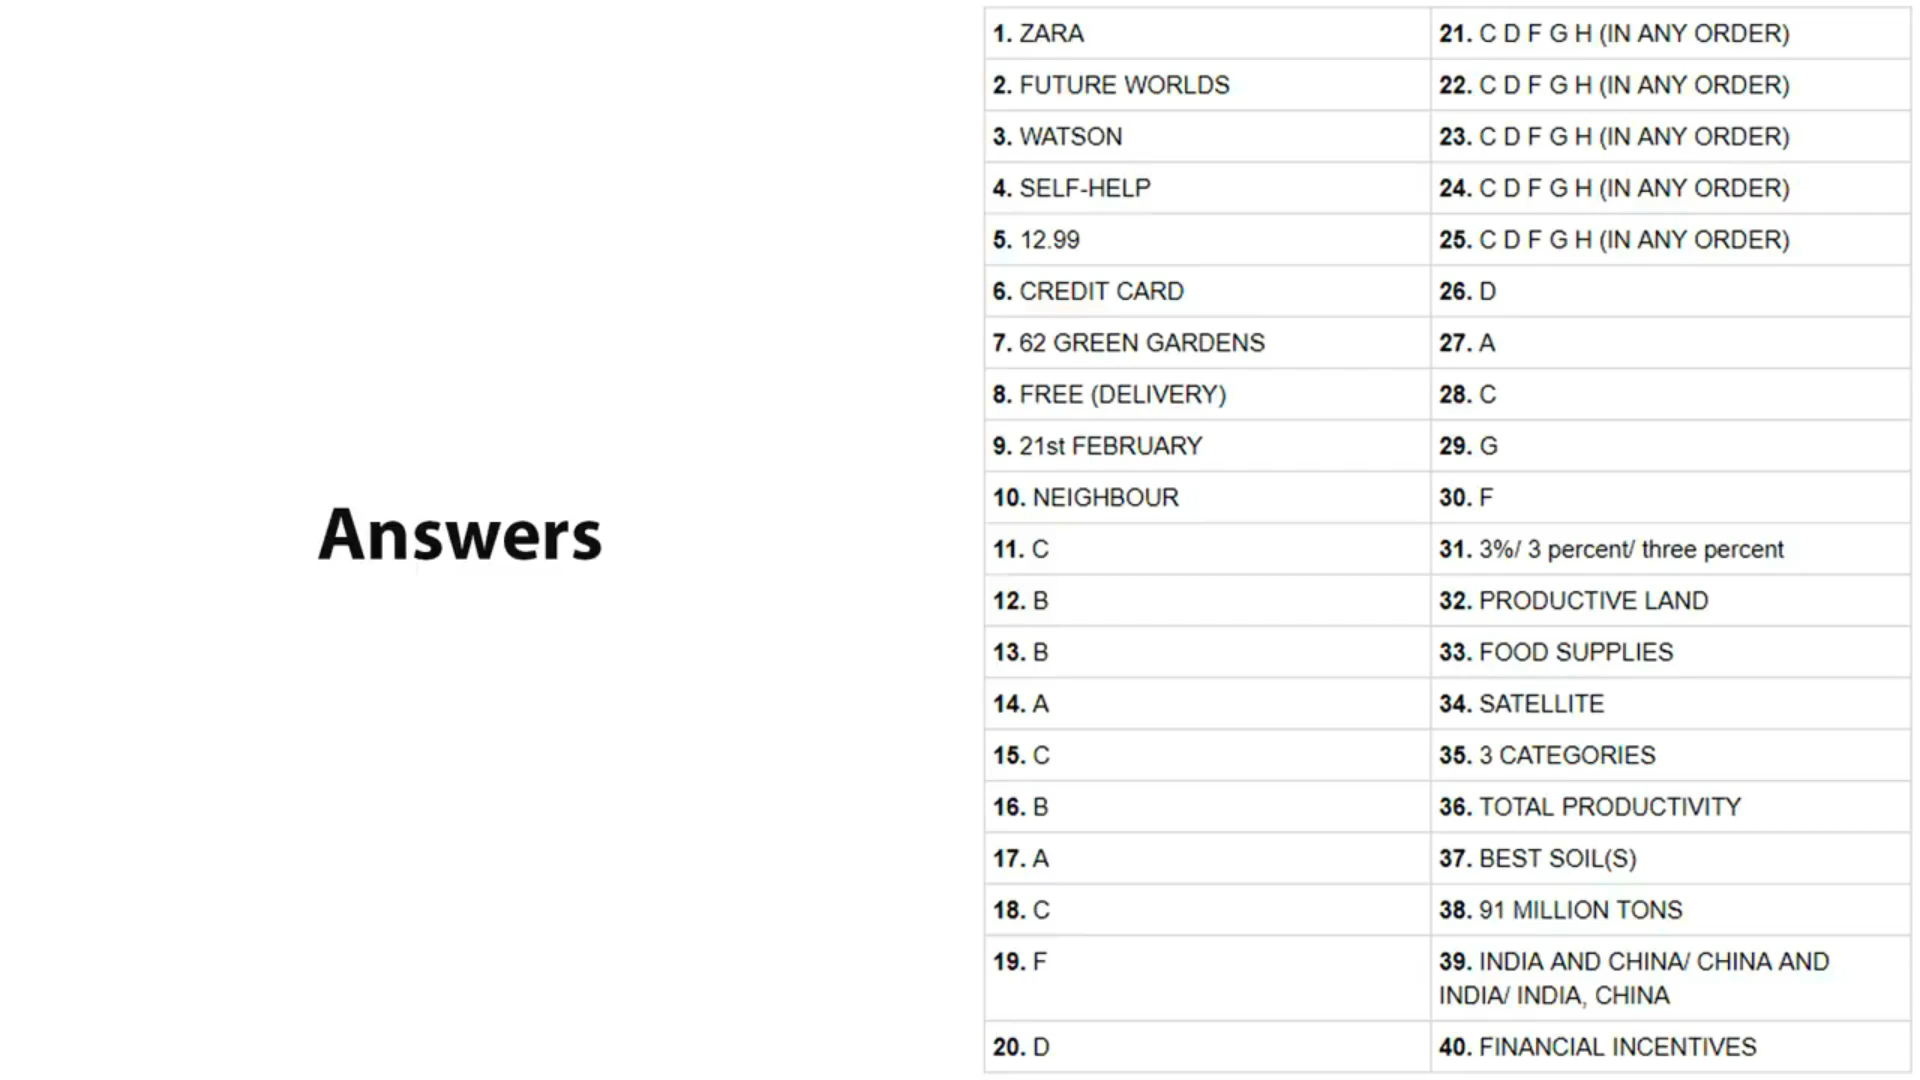 Answers
1. ZARA
2. FUTURE WORLDS
3. WATSON
4. SELF-HELP
5. 12.99
6. CREDIT CARD
7. 62 GREEN GARDENS
8. FREE (DELIVERY)
9. 21st FEBRUARY
10. NEIGHBOUR
11. C
12. B
13. B
14. A
15. C
16. B
17. A
18. C
19. F
20. D
21. C D F G H (IN ANY ORDER)
22. C D F G H (IN ANY ORDER)
23. C D F G H (IN ANY ORDER)
24. C D F G H (IN ANY ORDER)
25. C D F G H (IN ANY ORDER)
26. D
27. A
28. C
29. G
30. F
31. 3%/ 3 percent/ three percent
32. PRODUCTIVE LAND
33. FOOD SUPPLIES
34. SATELLITE
35. 3 CATEGORIES
36. TOTAL PRODUCTIVITY
37. BEST SOIL(S)
38. 91 MILLION TONS
39. INDIA AND CHINA/ CHINA AND
INDIA/ INDIA, CHINA
40. FINANCIAL INCENTIVES